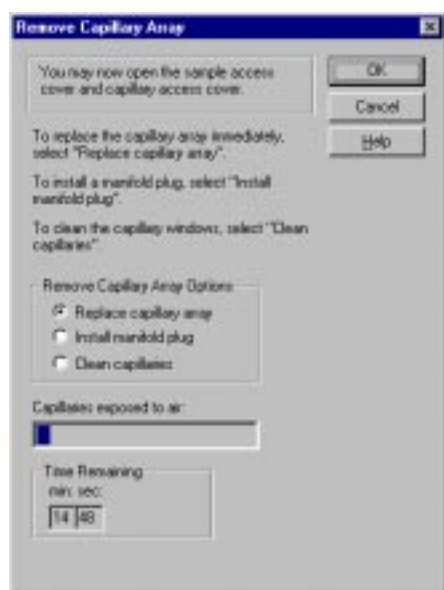 Remove Capillary Array
You may now open the sample access
cover and capillary access cover.
OK
Cancel
Help
To replace the capillary array immediately,
select "Replace capillary array".
To install a manifold plug, select "Install
manifold plug".
To clean the capillary windows, select "Clean
capillaries".
Remove Capillary Array Options
Replace capillary array
Install manifold plug
Clean capillaries
Capillaries exposed to air:
Time Remaining
min: sec:
14 48